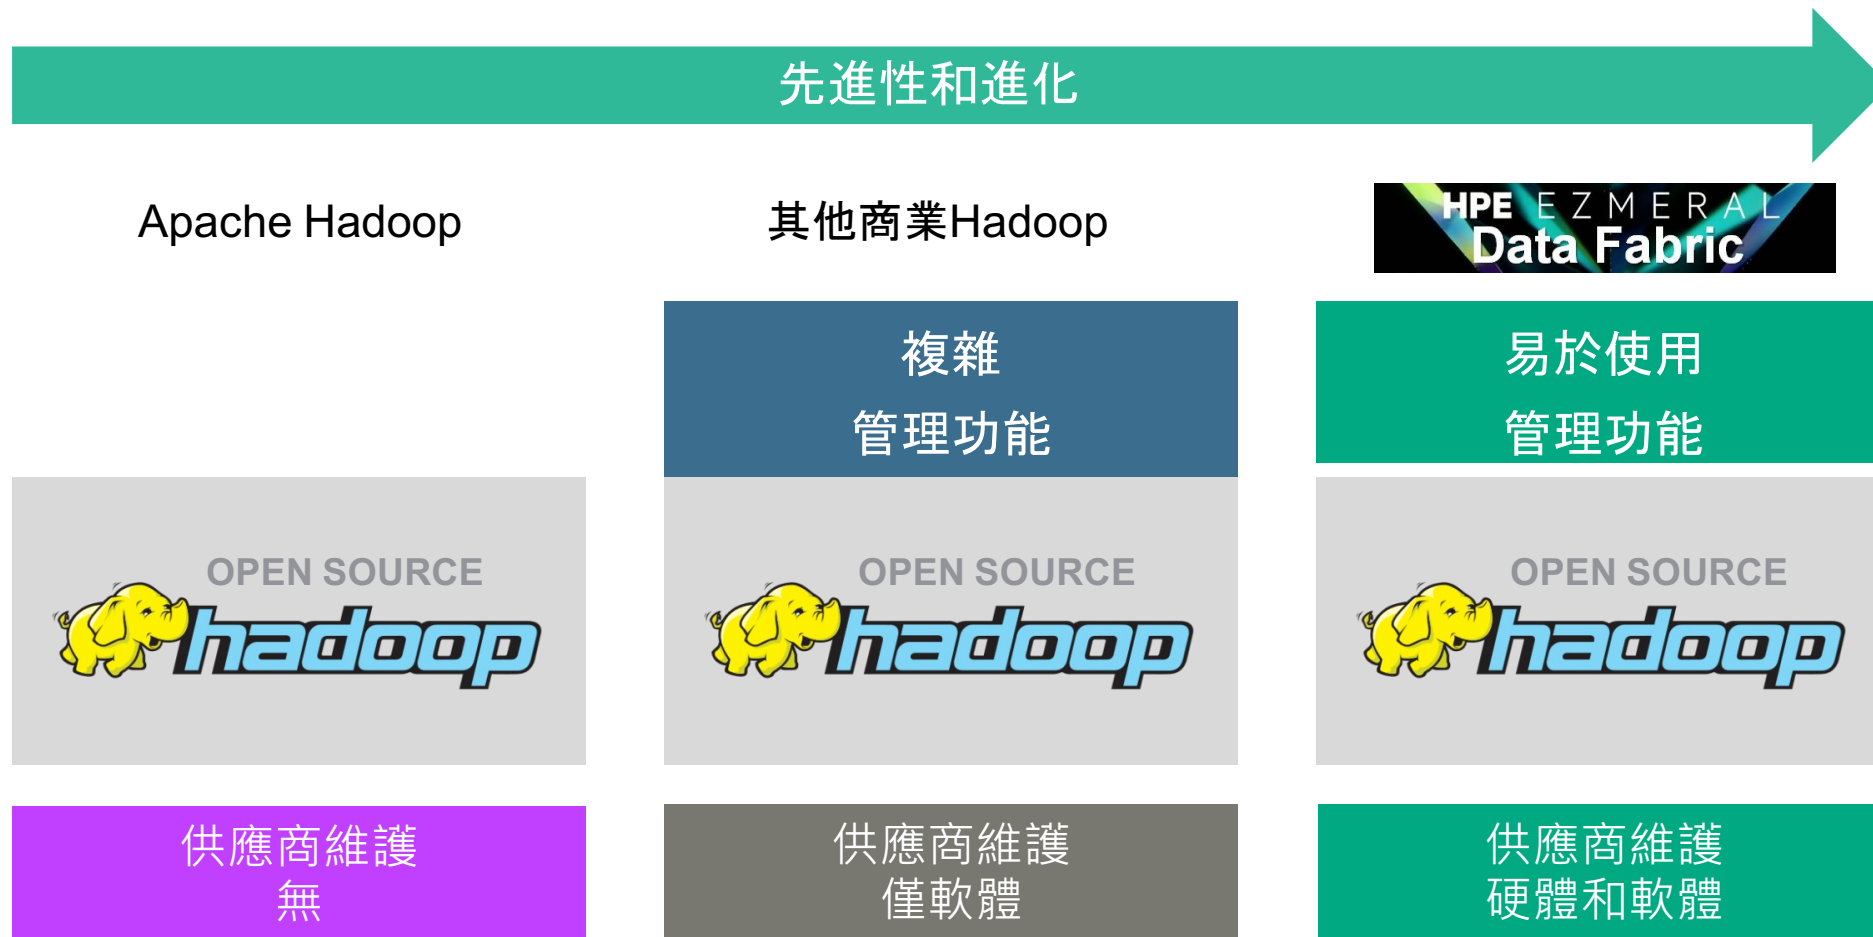 先進性和進化
Apache Hadoop
其他商業Hadoop
HPE EZMERAL
Data Fabric
複雜
管理功能
易於使用
管理功能
OPEN SOURCE
hadoop
OPEN SOURCE
hadoop
OPEN SOURCE
hadoop
供應商維護
無
供應商維護
僅軟體
供應商維護
硬體和軟體